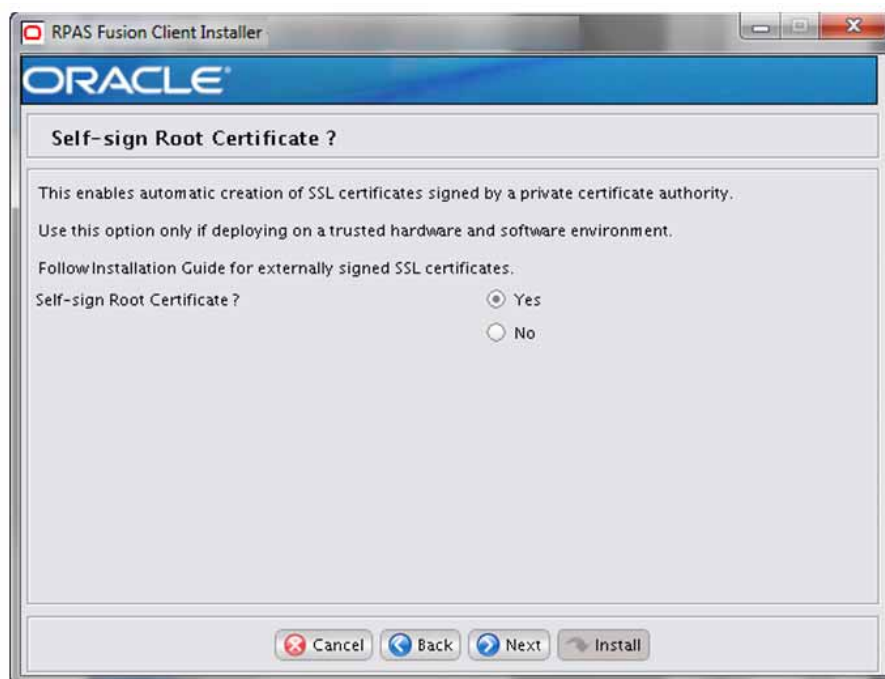 RPAS Fusion Client Installer
ORACLE®
Self-sign Root Certificate ?
This enables automatic creation of SSL certificates signed by a private certificate authority.
Use this option only if deploying on a trusted hardware and software environment.
Follow Installation Guide for externally signed SSL certificates.
Self-sign Root Certificate ?
Yes
No
Cancel
Back
Next
Install